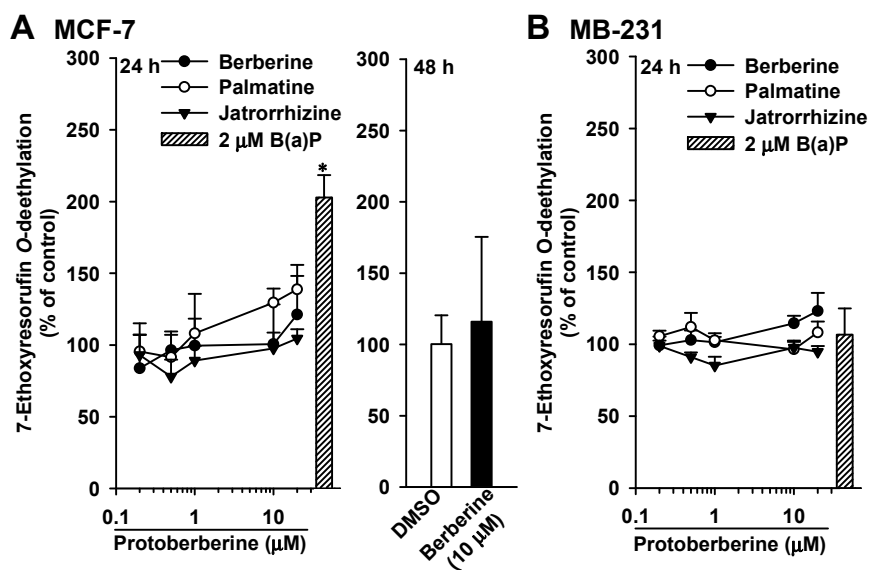 A MCF-7
24 h
Berberine
Palmatine
Jatrorrhizine
2 μM B(a)P
*
7-Ethoxyresorufin O-deethylation
(% of control)
300
250
200
150
100
50
0
0.1
1
10
Protoberberine (μM)
48 h
300
250
200
150
100
50
0
DMSO
Berberine
(10 μM)
B MB-231
24 h
Berberine
Palmatine
Jatrorrhizine
2 μM B(a)P
7-Ethoxyresorufin O-deethylation
(% of control)
300
250
200
150
100
50
0
0.1
1
10
Protoberberine (μM)